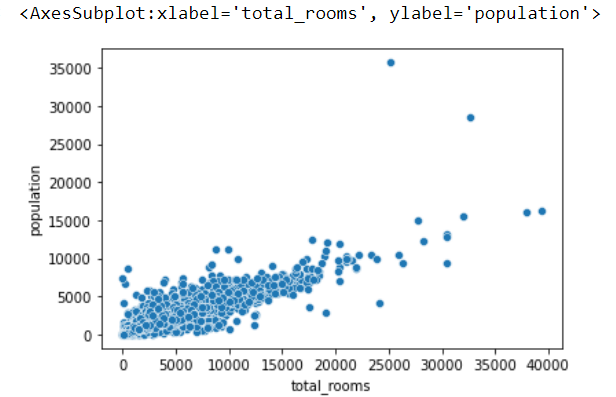 <AxesSubplot:xlabel='total_rooms', ylabel='population'>
35000
30000
25000
20000
15000
10000
5000
0
population
0 5000 10000 15000 20000 25000 30000 35000 40000
total_rooms